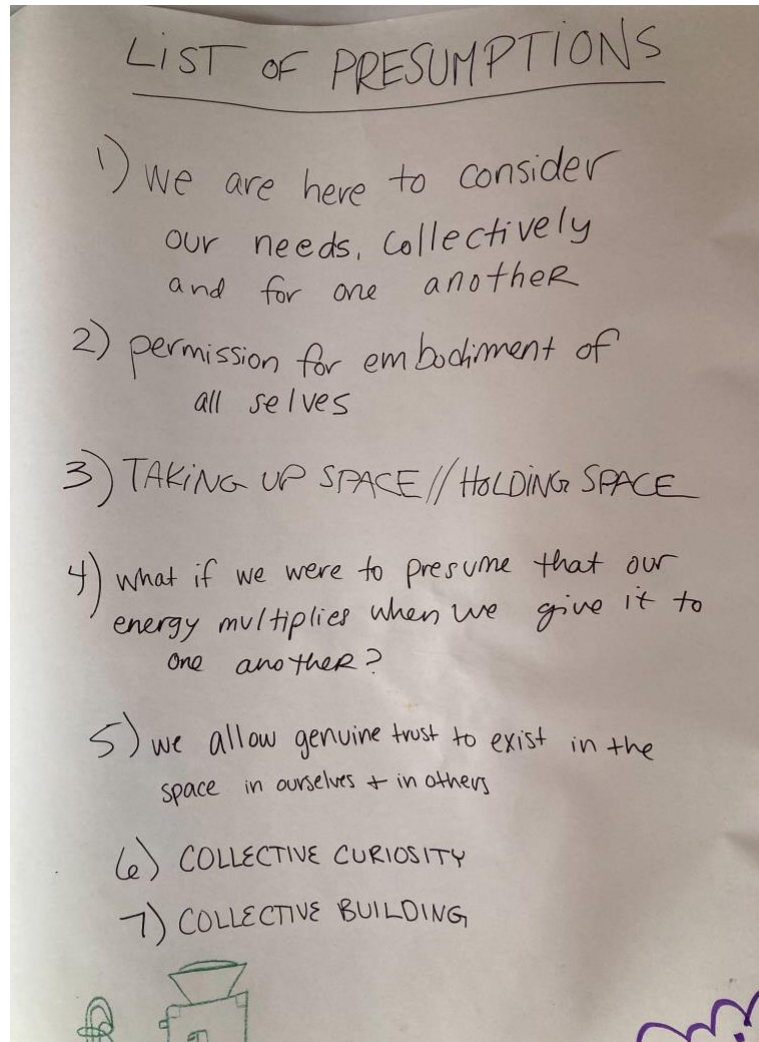 LIST OF PRESUMPTIONS
1) we are here to consider
our needs, collectively
and for one another
2) permission for embodiment of
all selves
3) TAKING UP SPACE // HOLDING SPACE
4) what if we were to presume that our
energy multiplies when we give it to
one another?
5) we allow genuine trust to exist in the
space in ourselves + in others
6) COLLECTIVE CURIOSITY
7) COLLECTIVE BUILDING